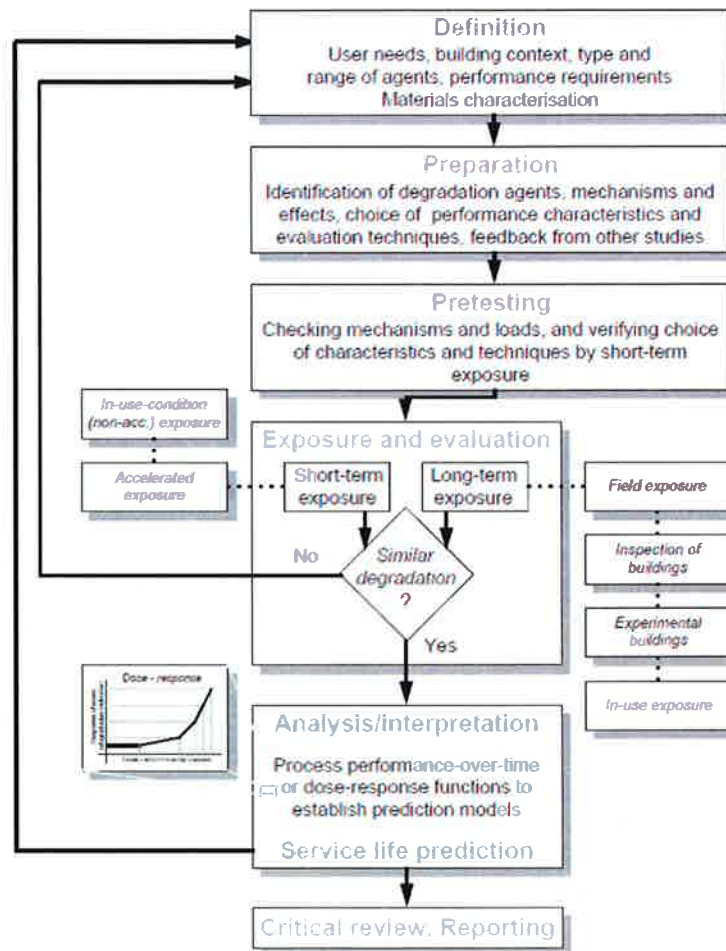 Definition
User needs, building context, type and
range of agents, performance requirements
Materials characterisation
Preparation
Identification of degradation agents, mechanisms and
effects, choice of performance characteristics and
evaluation techniques, feedback from other studies
Pretesting
Checking mechanisms and loads, and verifying choice
of characteristics and techniques by short-term
exposure
In-use-condition
(non-acc.) exposure
Exposure and evaluation
Accelerated
exposure
Short-term
exposure
Long-term
exposure
Field exposure
No
Similar
degradation
?
Inspection of
buildings
Yes
Experimental
buildings
In-use exposure
Dose - response
Analysis/interpretation
Process performance-over-time
or dose-response functions to
establish prediction models
Service life prediction
Critical review, Reporting